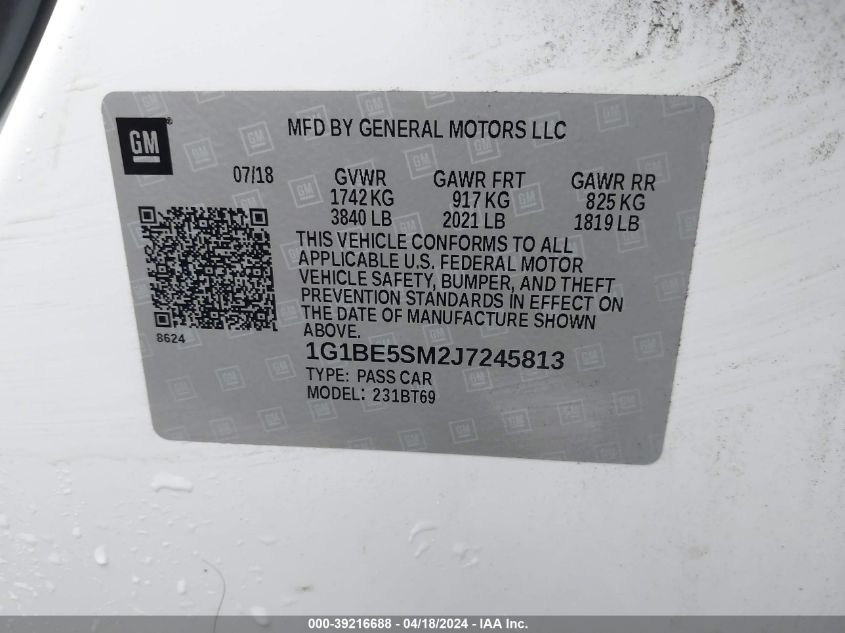 GM
MFD BY GENERAL MOTORS LLC
07/18 GVWR GAWR FRT GAWR RR
1742 KG 917 KG 825 KG
3840 LB 2021 LB 1819 LB
THIS VEHICLE CONFORMS TO ALL
APPLICABLE U.S. FEDERAL MOTOR
VEHICLE SAFETY, BUMPER, AND THEFT
PREVENTION STANDARDS IN EFFECT ON
THE DATE OF MANUFACTURE SHOWN
ABOVE.
8624
1G1BE5SM2J7245813
TYPE: PASS CAR
MODEL: 231BT69
000-39216688 - 04/18/2024 - IAA Inc.